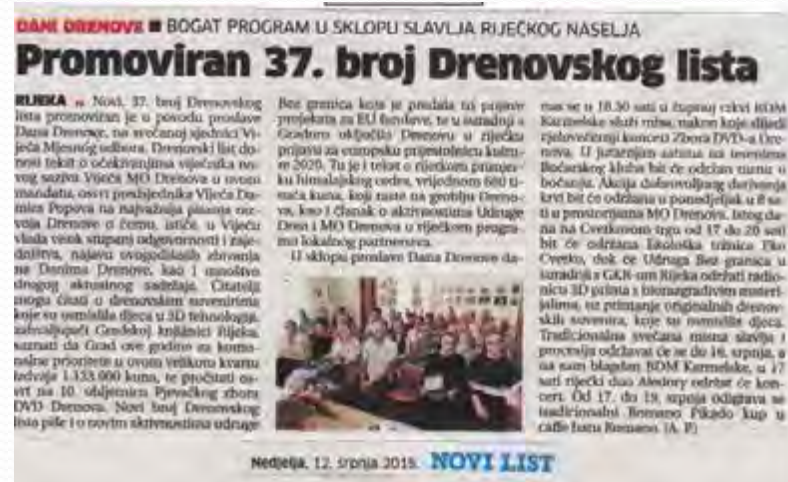 DANI DRENOVE ■ BOGAT PROGRAM U SKLOPU SLAVLJA RIJEČKOG NASELJA
Promoviran 37. broj Drenovskog lista
RIJEKA » Novi, 37. broj Drenovskog
lista promoviran je u povodu proslave
Dana Drenove, na svečanoj sjednici Vi-
jeća Mjesnog odbora. Drenovski list do-
nosi tekst o očekivanjima vijećnika no-
vog saziva Vijeća MO Drenova u ovom
mandatu, osvrt predsjednika Vijeća Da-
mira Popova na najvažnija pitanja raz-
voja Drenove o čemu, ističe, u Vijeću
vlada visok stupanj odgovornosti i zaje-
dništva, najavu ovogodišnjih zbivanja
na Danima Drenove, kao i mnoštvo
drugog aktualnog sadržaja. Čitatelji
mogu čitati o drenovskim suvenirima
koje su osmislila djeca u 3D tehnologiji,
zahvaljujući Gradskoj knjižnici Rijeka,
saznati da Grad ove godine za komu-
nalne prioritete u ovom velikom kvartu
izdvaja 1.133.000 kuna, te pročitati os-
vrt na 10. obljetnicu Pjevačkog zbora
DVD Drenova. Novi broj Drenovskog
lista piše i o novim aktivnostima udruge
Bez granica koja je predala tri prijave
projekata za EU fondove, te u suradnji s
Gradom uključila Drenovu u riječku
prijavu za europsku prijestolnicu kultu-
re 2020. Tu je i tekst o rijetkom primjer-
ku himalajskog cedra, vrijednom 680 ti-
suća kuna, koji raste na groblju Dreno-
va, kao i članak o aktivnostima Udruge
Dren i MO Drenova u riječkom progra-
mu lokalnog partnerstva.
U sklopu proslave Dana Drenove da-
nas se u 18.30 sati u župnoj crkvi BDM
Karmelske služi misa, nakon koje slijedi
cjelovečernji koncert Zbora DVD-a Dre-
nova. U jutarnjim satima na terenima
Boćarskog kluba bit će održan turnir u
boćanju. Akcija dobrovoljnog darivanja
krvi bit će održana u ponedjeljak u 8 sa-
ti u prostorijama MO Drenova. Istog da-
na na Cvetkovom trgu od 17 do 20 sati
bit će održana Ekološka tržnica Eko
Cvetko, dok će Udruga Bez granica u
suradnji s GKR-om Rijeka održati radio-
nicu 3D printa s biorazgradivim materi-
jalima, uz printanje originalnih drenov-
skih suvenira, koje su osmislila djeca.
Tradicionalna svečana misna slavlja i
procesija održavat će se do 16. srpnja, a
na sam blagdan BDM Karmelske, u 17
sati riječki duo Aledory održat će kon-
cert. Od 17. do 19. srpnja odigrava se
tradicionalni Romano Pikado kup u
caffe baru Romano. (A. P.)
Nedjelja, 12. srpnja 2015. NOVI LIST